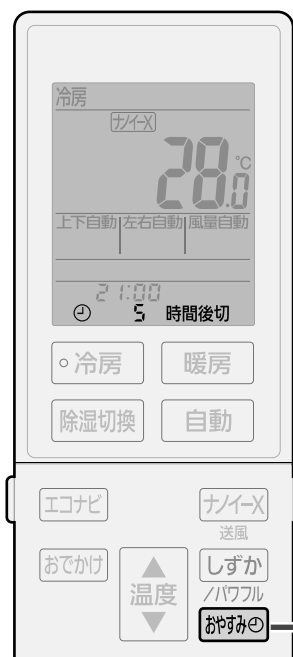 冷房
ナノイーX
28.0℃
上下自動 左右自動 風量自動
21:00
5 時間後切
冷房 暖房
除湿切換 自動
エコナビ ナノイーX
送風
おでかけ しずか
温度 /パワフル
おやすみ